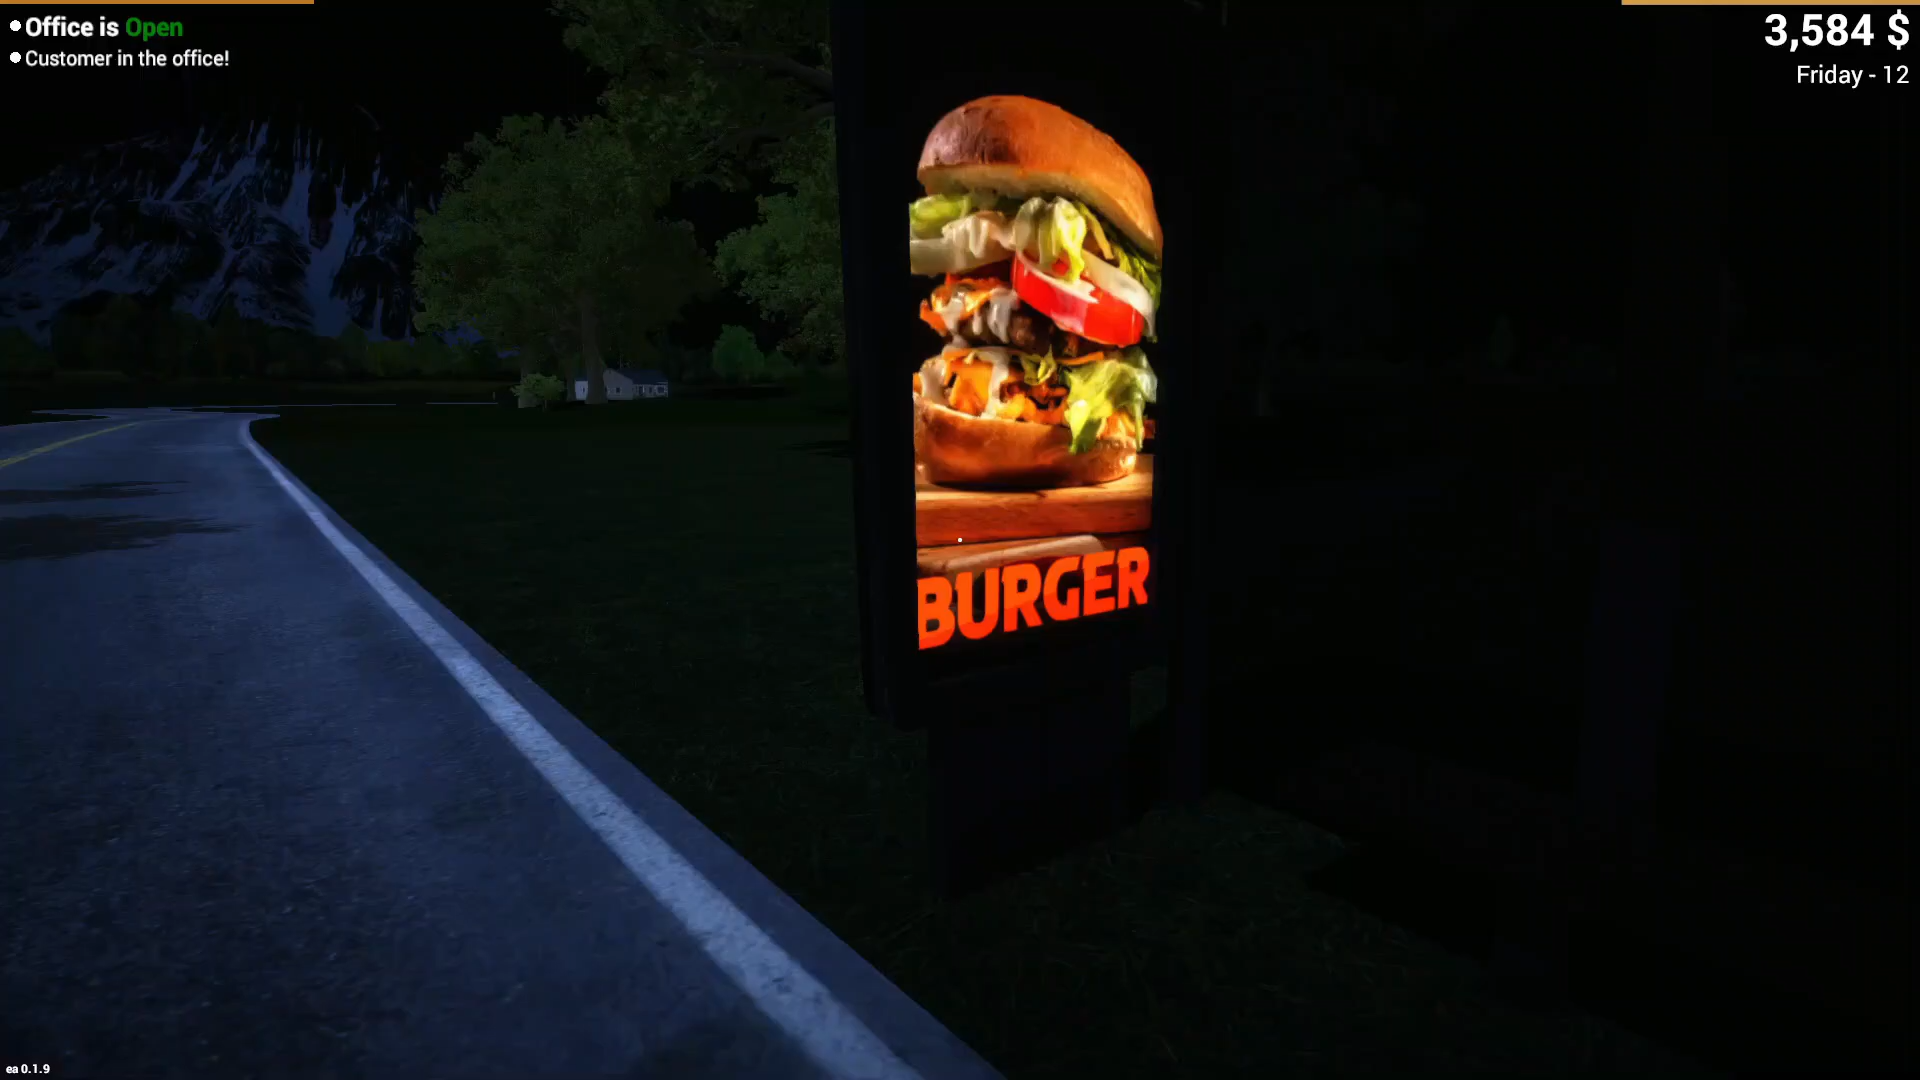 Office is Open
Customer in the office!
3,584 $
Friday - 12
BURGER
ea 0.1.9